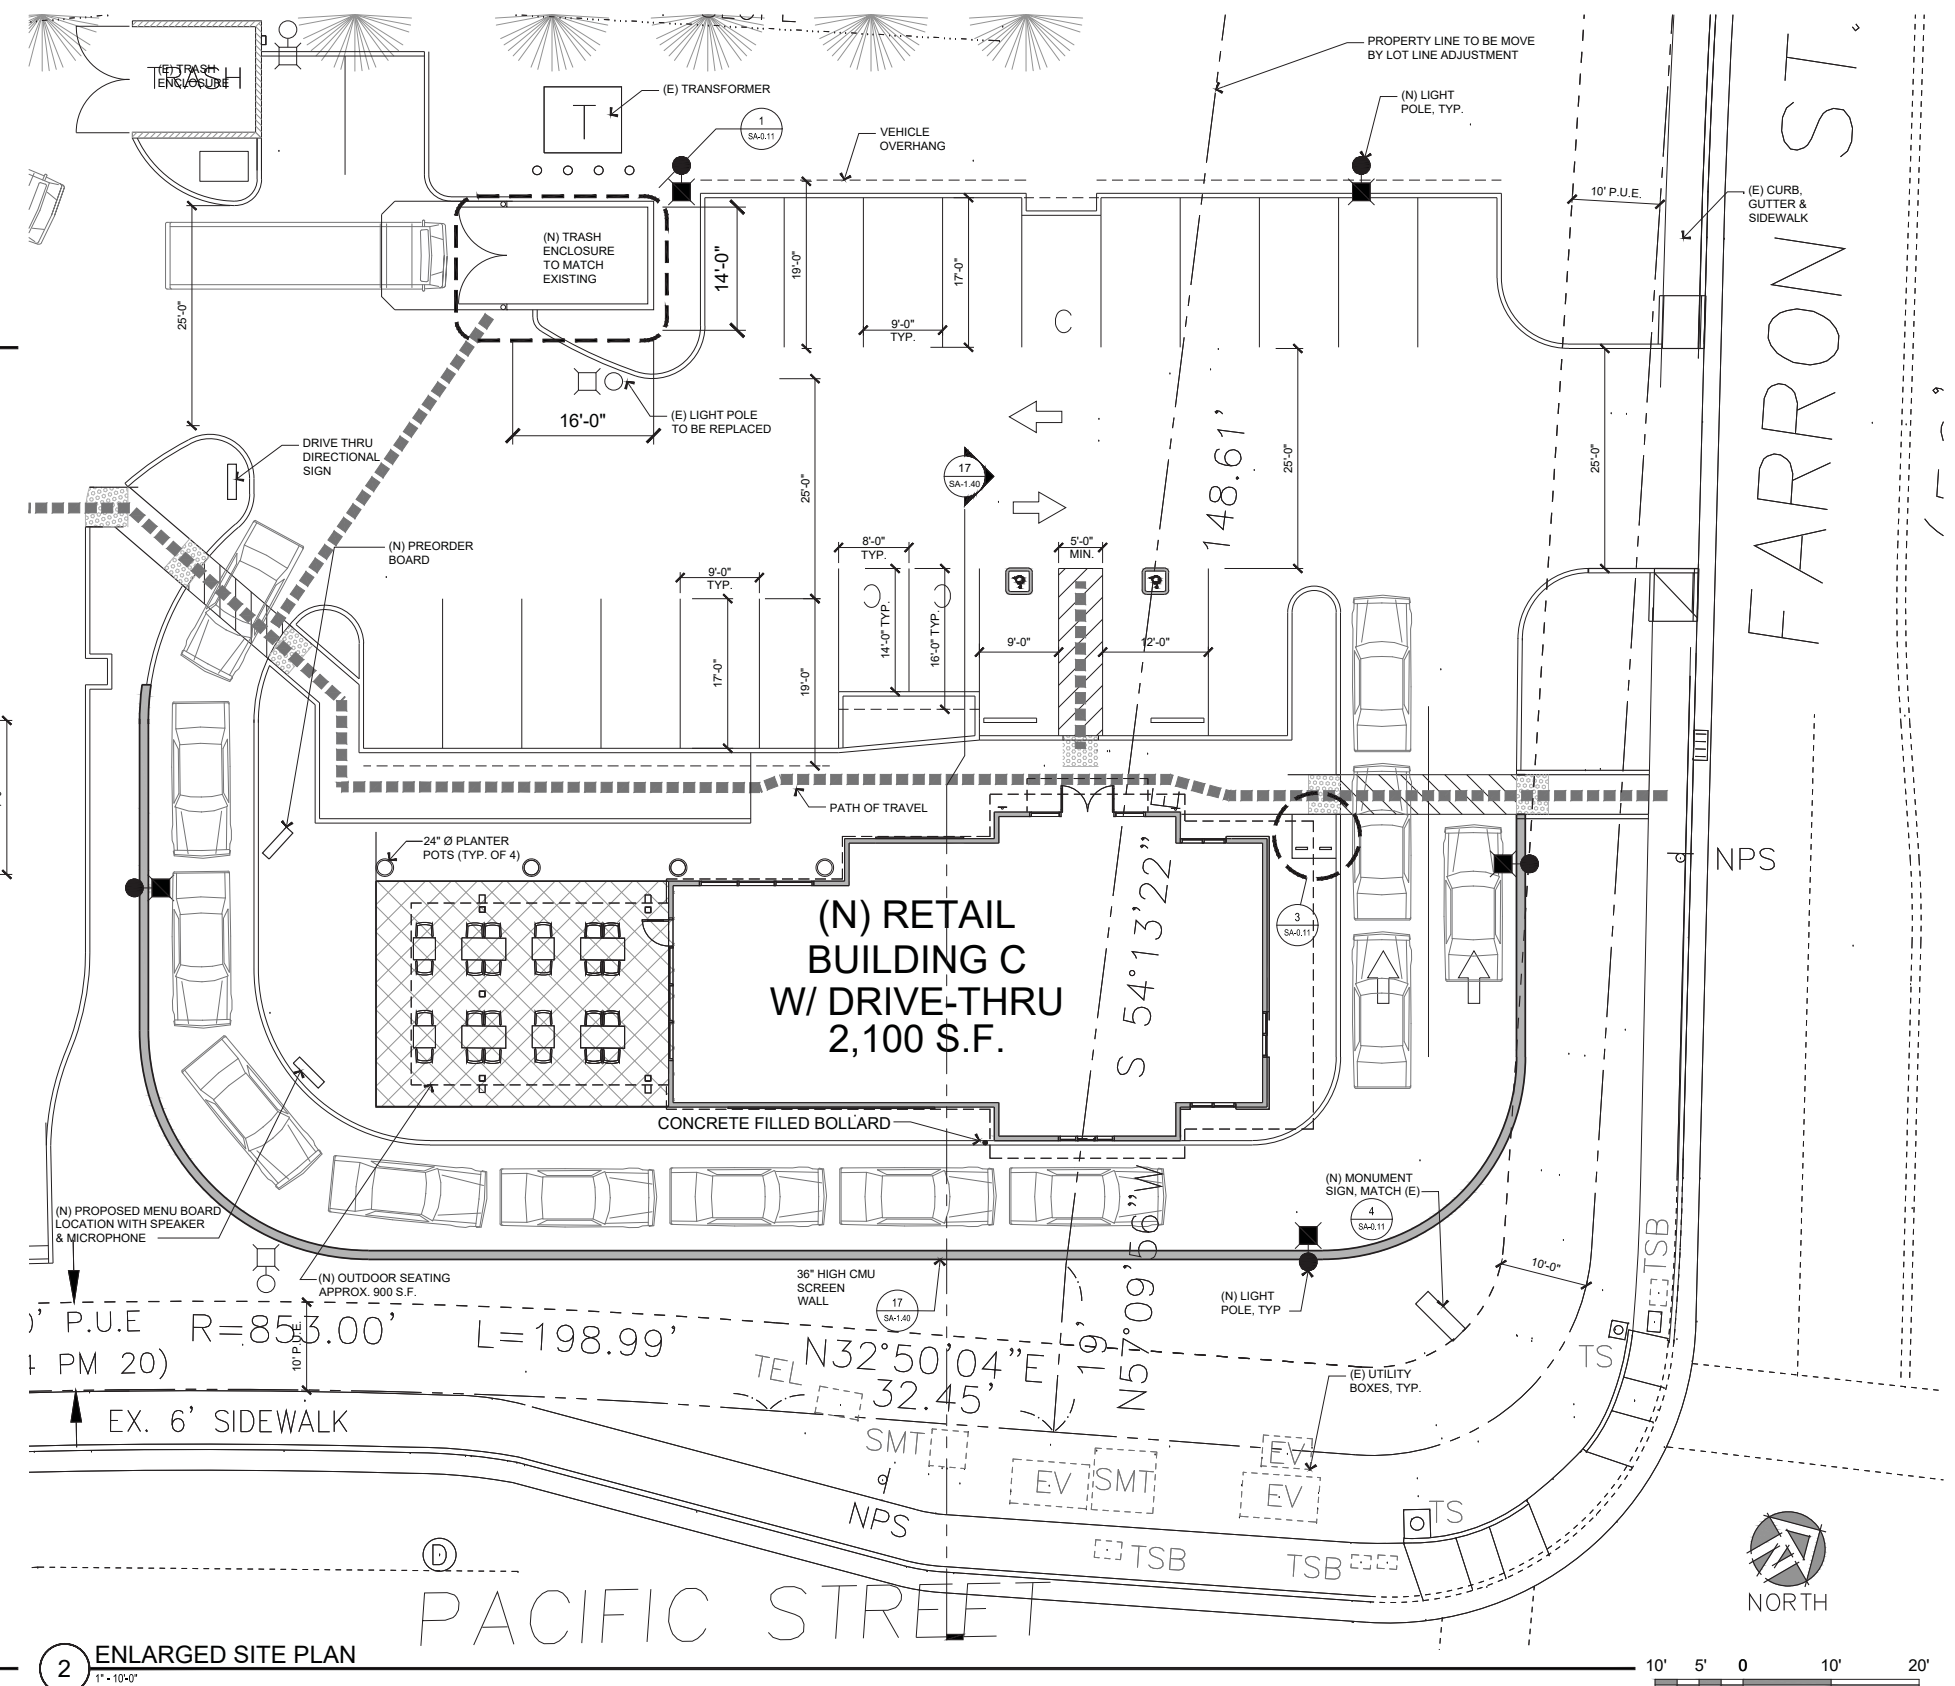 (E) TRASH
ENCLOSURE
TRASH
T
(E) TRANSFORMER
1
SA-0.11
VEHICLE
OVERHANG
PROPERTY LINE TO BE MOVE
BY LOT LINE ADJUSTMENT
(N) LIGHT
POLE, TYP.
10' P.U.E.
(E) CURB,
GUTTER &
SIDEWALK
FARRON ST.
(N) TRASH
ENCLOSURE
TO MATCH
EXISTING
14'-0"
19'-0"
17'-0"
9'-0"
TYP.
C
25'-0"
16'-0"
(E) LIGHT POLE
TO BE REPLACED
DRIVE THRU
DIRECTIONAL
SIGN
17
SA-1.40
148.61'
25'-0"
25'-0"
25'-0"
(N) PREORDER
BOARD
8'-0"
TYP.
5'-0"
MIN.
9'-0"
TYP.
14'-0" TYP.
16'-0" TYP.
9'-0"
12'-0"
17'-0"
19'-0"
PATH OF TRAVEL
24" Ø PLANTER
POTS (TYP. OF 4)
NPS
3
SA-0.11
(N) RETAIL
BUILDING C
W/ DRIVE-THRU
2,100 S.F.
S 54°13'22"
CONCRETE FILLED BOLLARD
N57°09'56"W
(N) MONUMENT
SIGN, MATCH (E)
4
SA-0.11
(N) PROPOSED MENU BOARD
LOCATION WITH SPEAKER
& MICROPHONE
(N) OUTDOOR SEATING
APPROX. 900 S.F.
36" HIGH CMU
SCREEN
WALL
17
SA-1.40
(N) LIGHT
POLE, TYP
10'-0"
TSB
' P.U.E
R=853.00'
L=198.99'
10' P.U.E.
PM 20)
TEL
N32°50'04"E
32.45'
19'
TS
(E) UTILITY
BOXES, TYP.
EX. 6' SIDEWALK
SMT
EV
SMT
EV
EV
NPS
TS
TSB
TSB
D
PACIFIC STREET
NORTH
2
ENLARGED SITE PLAN
1" - 10'-0"
10' 5' 0 10' 20'